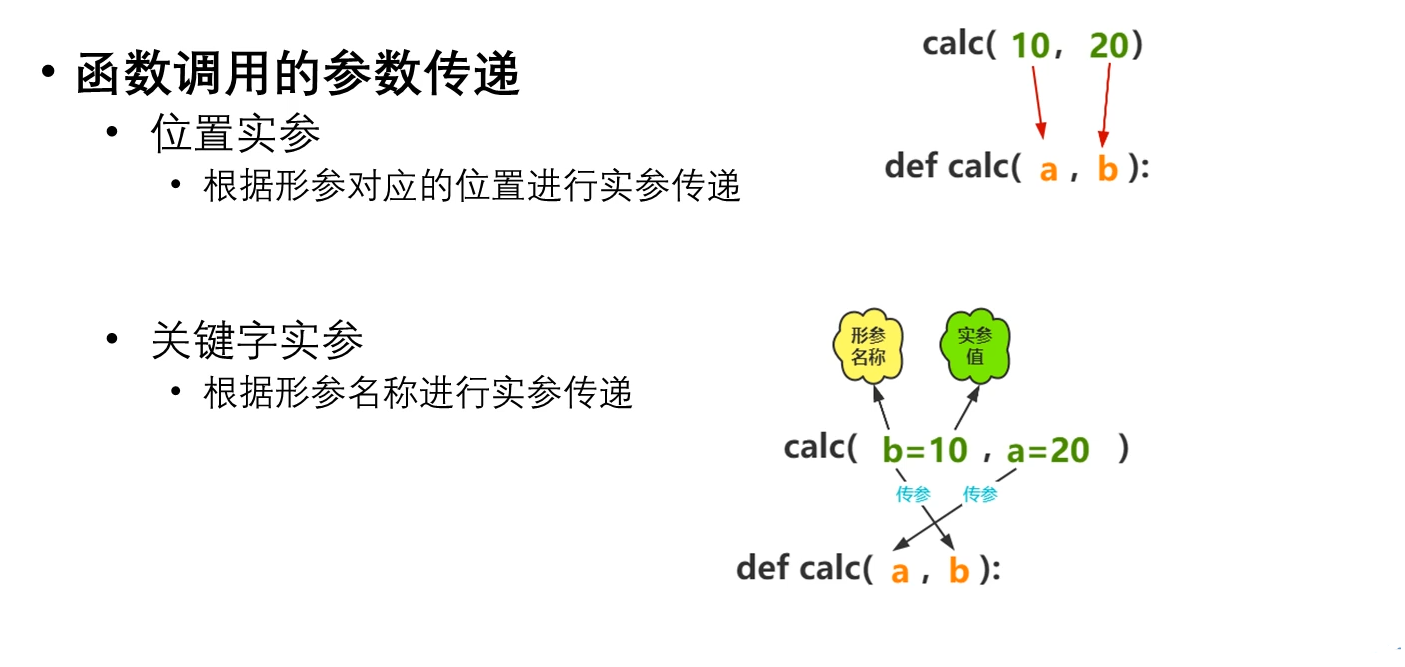 • 函数调用的参数传递
• 位置实参
• 根据形参对应的位置进行实参传递
calc( 10, 20)
def calc( a , b ):
• 关键字实参
• 根据形参名称进行实参传递
形参
名称
实参
值
calc( b=10 , a=20 )
传参 传参
def calc( a , b ):